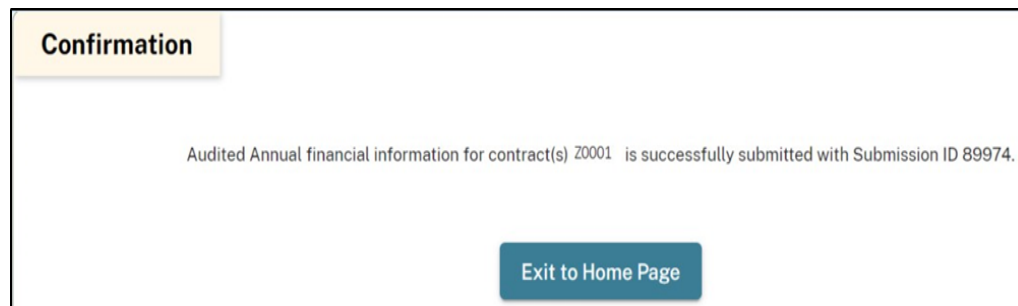 Confirmation
Audited Annual financial information for contract(s) Z0001 is successfully submitted with Submission ID 89974.
Exit to Home Page